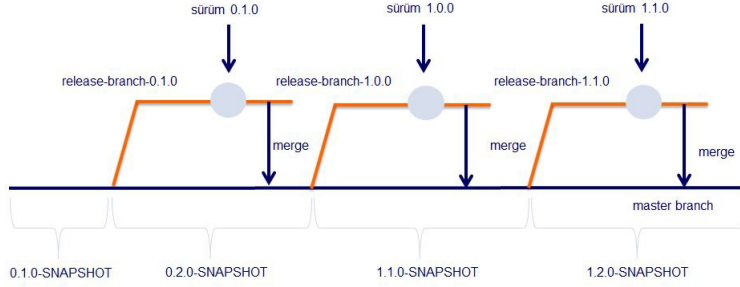 sürüm 0.1.0
sürüm 1.0.0
sürüm 1.1.0
release-branch-0.1.0
release-branch-1.0.0
release-branch-1.1.0
merge
merge
merge
master branch
0.1.0-SNAPSHOT
0.2.0-SNAPSHOT
1.1.0-SNAPSHOT
1.2.0-SNAPSHOT